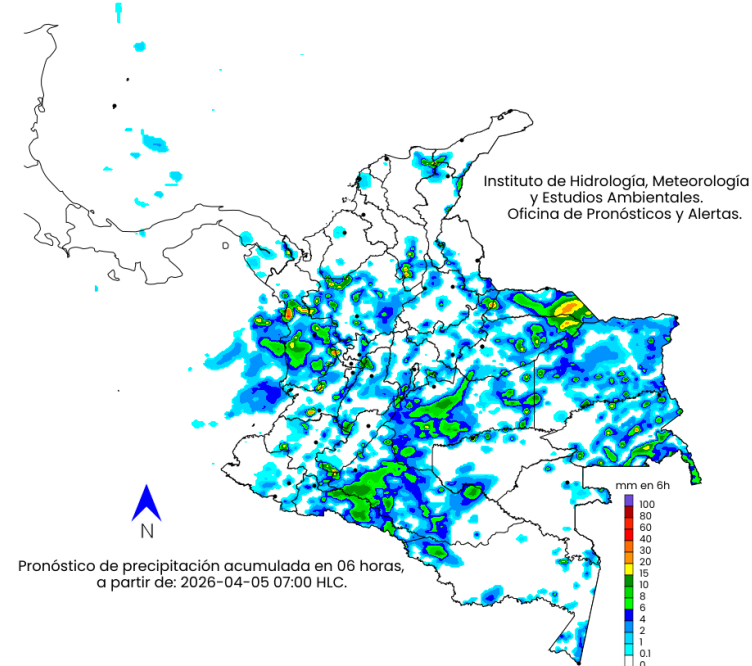 Instituto de Hidrología, Meteorología
y Estudios Ambientales.
Oficina de Pronósticos y Alertas.
mm en 6h
100
80
60
40
30
20
15
10
8
6
4
2
1
0.1
0
N
Pronóstico de precipitación acumulada en 06 horas,
a partir de: 2026-04-05 07:00 HLC.